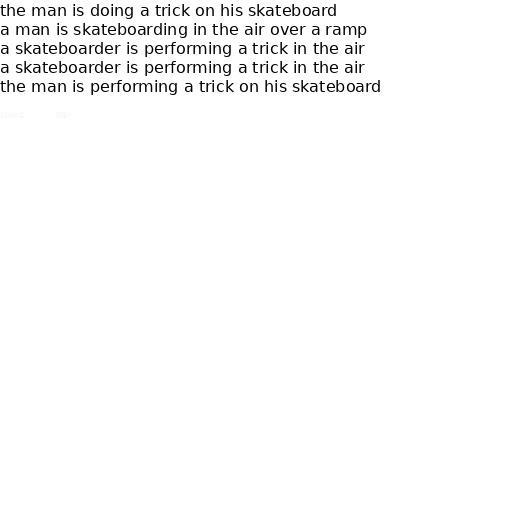 the man is doing a trick on his skateboard
a man is skateboarding in the air over a ramp
a skateboarder is performing a trick in the air
a skateboarder is performing a trick in the air
the man is performing a trick on his skateboard